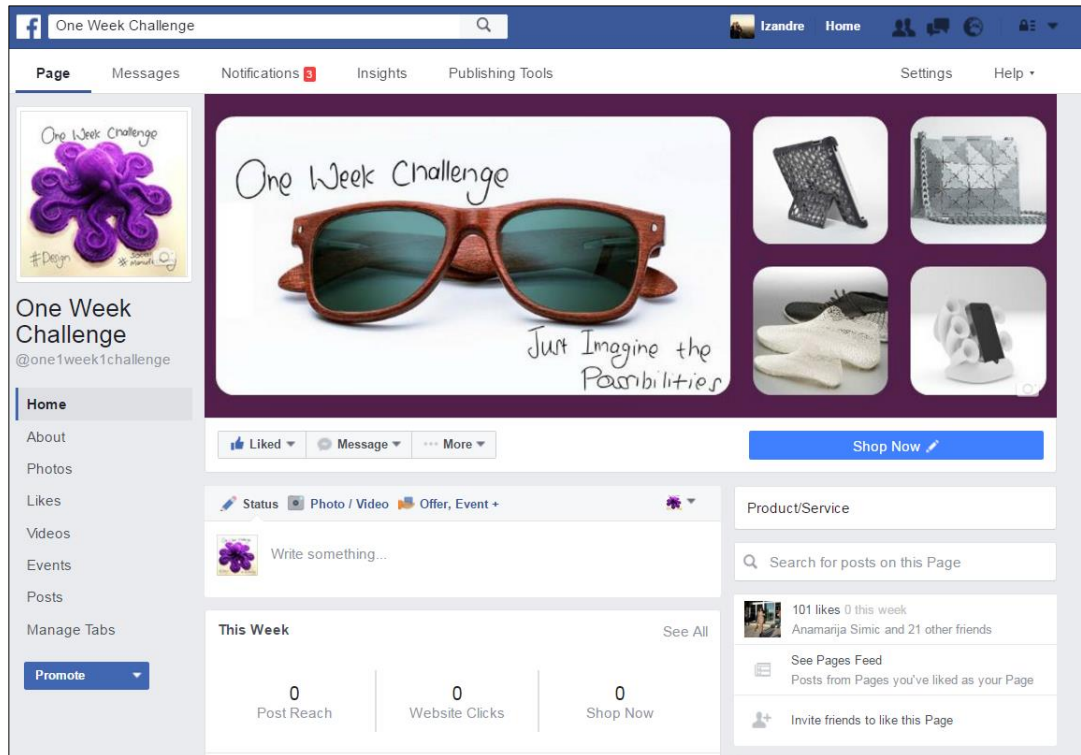 One Week Challenge
Izandre Home
Page Messages Notifications 3 Insights Publishing Tools Settings Help
One Week Challenge
#Design
# Social
One Week
Challenge
@one1week1challenge
One Week Challenge
Just Imagine the
Possibilities
Home
About
Photos
Likes
Videos
Events
Posts
Manage Tabs
Promote
Liked Message More
Shop Now
Status Photo / Video Offer, Event +
Write something...
This Week See All
0 0 0
Post Reach Website Clicks Shop Now
Product/Service
Search for posts on this Page
101 likes 0 this week
Anamarija Simic and 21 other friends
See Pages Feed
Posts from Pages you've liked as your Page
Invite friends to like this Page